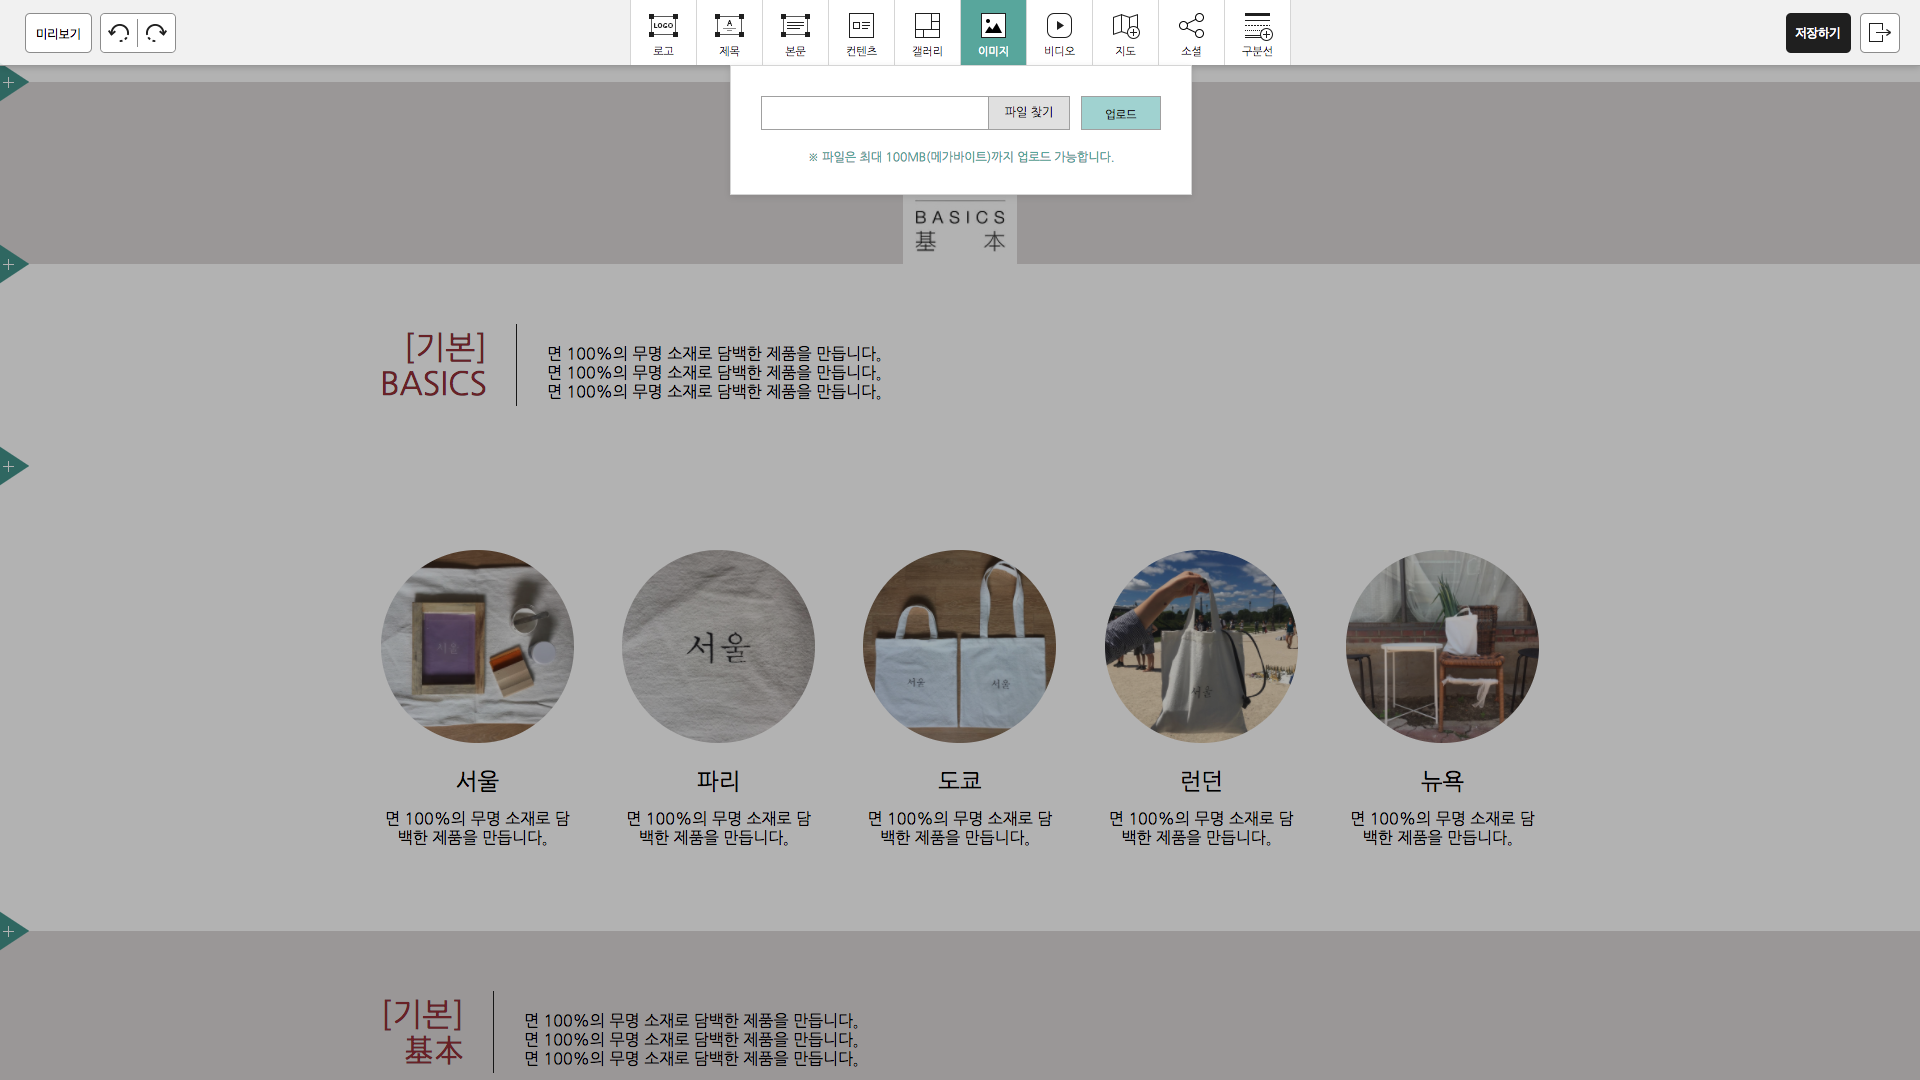 미리보기
LOGO
로고
A
제목
본문
컨텐츠
갤러리
이미지
비디오
지도
소셜
구분선
저장하기
파일 찾기
업로드
※ 파일은 최대 100MB(메가바이트)까지 업로드 가능합니다.
BASICS
基 本
[기본]
BASICS
면 100%의 무명 소재로 담백한 제품을 만듭니다.
면 100%의 무명 소재로 담백한 제품을 만듭니다.
면 100%의 무명 소재로 담백한 제품을 만듭니다.
서울
서울
서울
서울
서울
서울
면 100%의 무명 소재로 담
백한 제품을 만듭니다.
파리
면 100%의 무명 소재로 담
백한 제품을 만듭니다.
도쿄
면 100%의 무명 소재로 담
백한 제품을 만듭니다.
런던
면 100%의 무명 소재로 담
백한 제품을 만듭니다.
뉴욕
면 100%의 무명 소재로 담
백한 제품을 만듭니다.
[기본]
基本
면 100%의 무명 소재로 담백한 제품을 만듭니다.
면 100%의 무명 소재로 담백한 제품을 만듭니다.
면 100%의 무명 소재로 담백한 제품을 만듭니다.